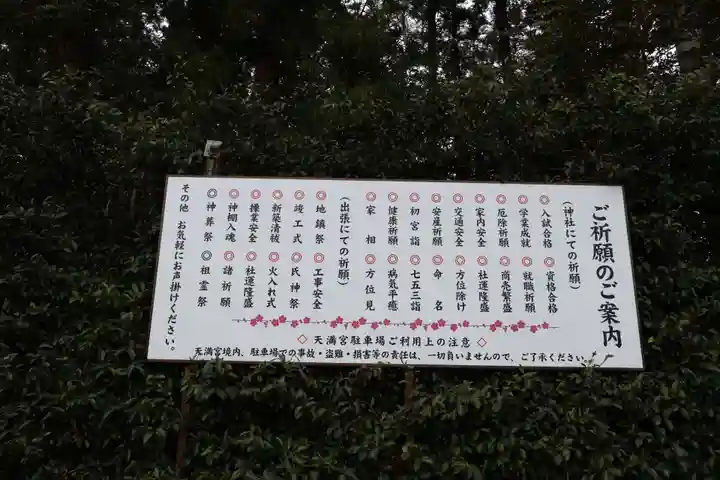 ご祈願のご案内
(神社にての祈願)
◎入試合格 ◎資格合格
◎学業成就 ◎就職祈願
◎厄除祈願 ◎商売繁盛
◎家内安全 ◎社運隆盛
◎交通安全 ◎方位除け
◎安産祈願 ◎命名
◎初宮詣 ◎七五三詣
◎健康祈願 ◎病気平癒
◎家相 ◎方位見
(出張にての祈願)
◎地鎮祭 ◎工事安全
◎竣工式 ◎氏神祭
◎新築清祓 ◎火入れ式
◎操業安全 ◎社運隆盛
◎神棚入魂 ◎諸祈願
◎神葬祭 ◎祖霊祭
その他 お気軽にお声掛けください。
◇天満宮駐車場ご利用上の注意◇
天満宮境内、駐車場での事故・盗難・損害等の責任は、一切負いませんので、ご了承ください。